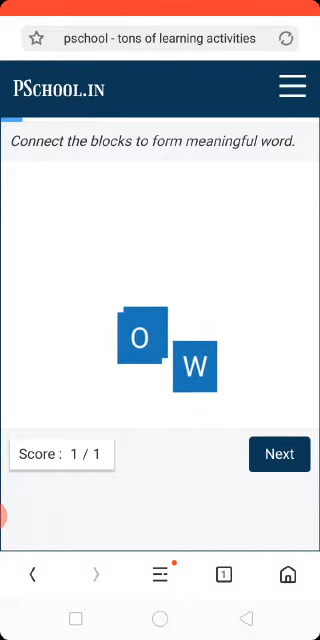 pschool - tons of learning activities
PSCHOOL.IN
Connect the blocks to form meaningful word.
O
W
Score : 1 / 1
Next
1